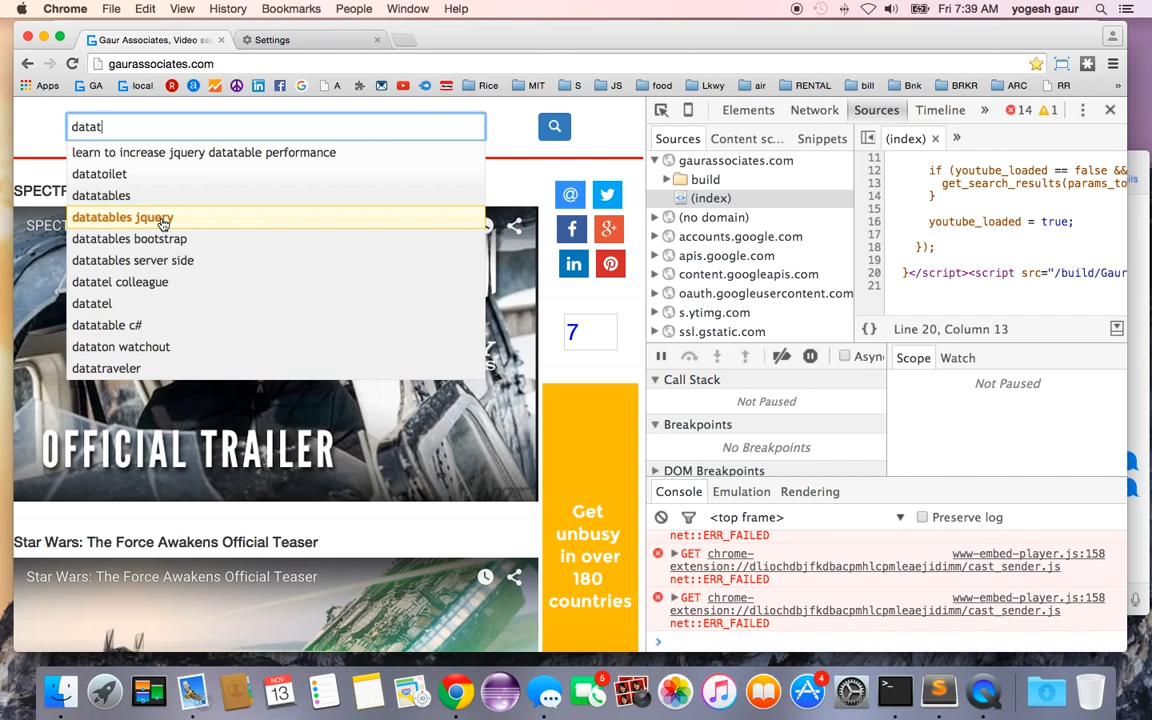 Chrome File Edit View History Bookmarks People Window Help Fri 7:39 AM yogesh gaur
Gaur Associates, Video se
Settings
gaurassociates.com
Apps GA local A Rice MIT S JS food Lkwy air RENTAL bill Bnk BRKR ARC RR »
datat
learn to increase jquery datatable performance
datatoilet
datatables
datatables jquery
datatables bootstrap
datatables server side
datatel colleague
datatel
datatable c#
dataton watchout
datatraveler
SPECTR
SPECT
OFFICIAL TRAILER
Star Wars: The Force Awakens Official Teaser
Star Wars: The Force Awakens Official Teaser
7
Get
unbusy
in over
180
countries
Elements Network Sources Timeline » 14 1
Sources Content sc... Snippets
gaurassociates.com
build
(index)
(no domain)
accounts.google.com
apis.google.com
content.googleapis.com
oauth.googleusercontent.com
s.ytimg.com
ssl.gstatic.com
(index) × »
11
12 if (youtube_loaded == false &&
13 get_search_results(params_to
14 }
15
16 youtube_loaded = true;
17
18 });
19
20 }</script><script src="/build/Gaur
21
{} Line 20, Column 13
Async
Scope Watch
Call Stack
Not Paused
Not Paused
Breakpoints
No Breakpoints
DOM Breakpoints
Console Emulation Rendering
<top frame> Preserve log
net::ERR_FAILED
GET chrome- www-embed-player.js:158
extension://dliochdbjfkdbacpmhlcpmleaejidimm/cast_sender.js
net::ERR_FAILED
GET chrome- www-embed-player.js:158
extension://dliochdbjfkdbacpmhlcpmleaejidimm/cast_sender.js
net::ERR_FAILED
NOV
13
5
4